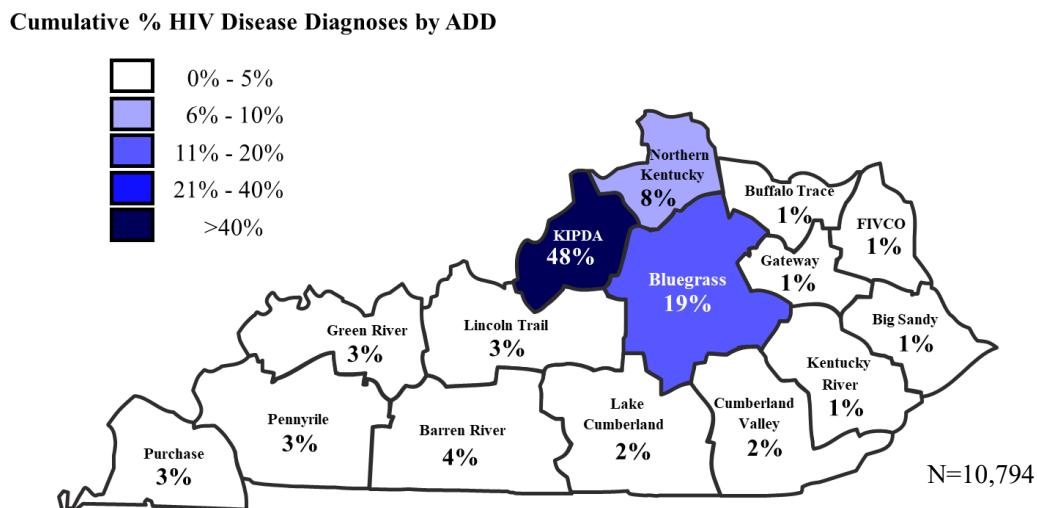 Cumulative % HIV Disease Diagnoses by ADD
0% - 5%
6% - 10%
11% - 20%
21% - 40%
>40%
Northern
Kentucky
8%
Buffalo Trace
1%
FIVCO
1%
KIPDA
48%
Gateway
1%
Bluegrass
19%
Green River
3%
Lincoln Trail
3%
Big Sandy
1%
Kentucky
River
1%
Pennyrile
3%
Barren River
4%
Lake
Cumberland
2%
Cumberland
Valley
2%
Purchase
3%
N=10,794